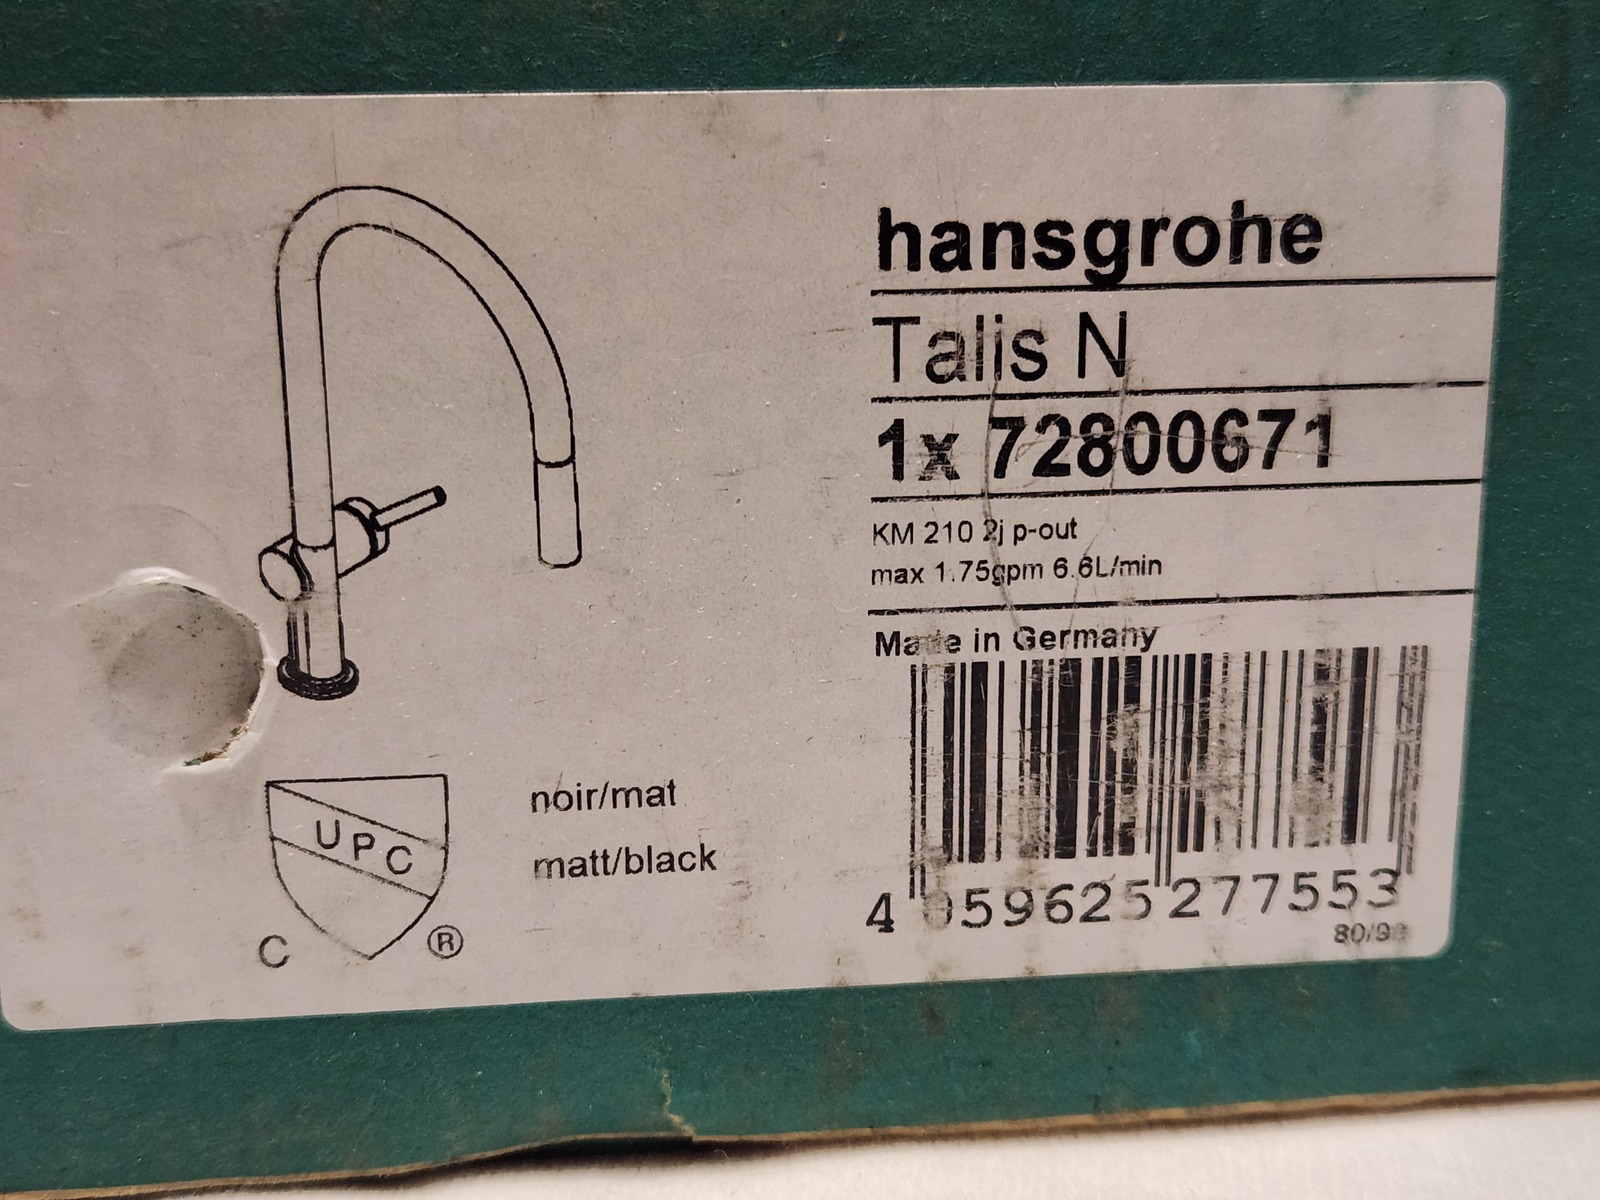 hansgrohe
Talis N
1x 72800671
KM 210 2j p-out
max 1.75gpm 6.6L/min
Made in Germany
4 059625 277553
noir/mat
matt/black
UPC
C ®